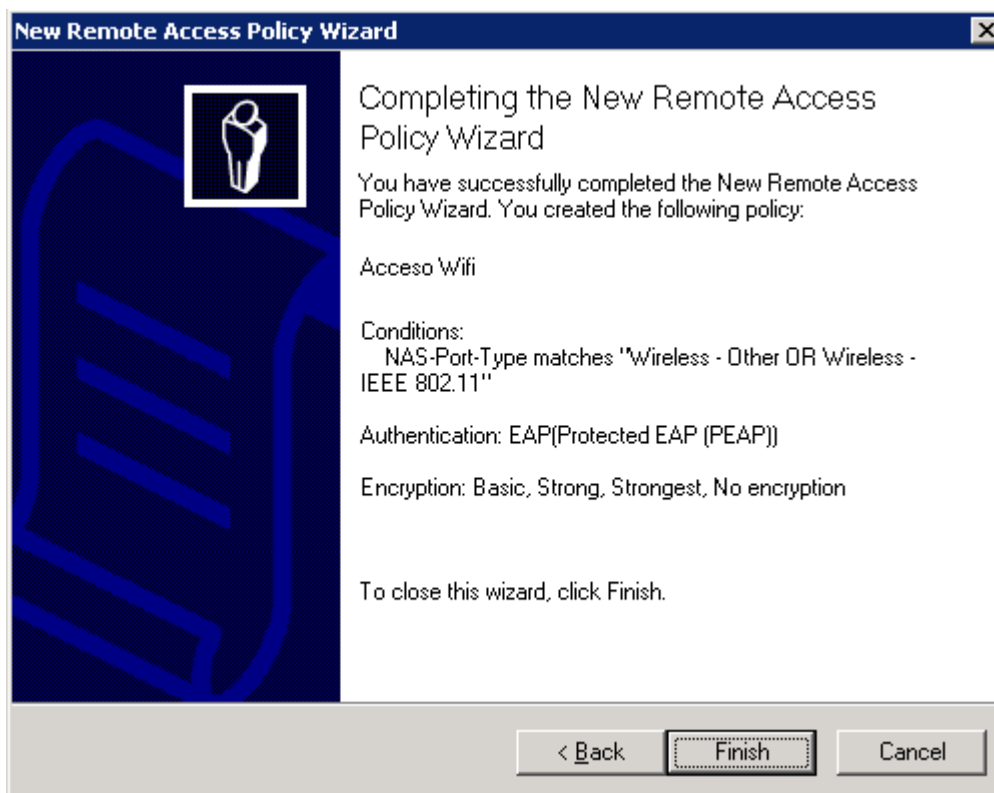 New Remote Access Policy Wizard
Completing the New Remote Access
Policy Wizard
You have successfully completed the New Remote Access
Policy Wizard. You created the following policy:
Acceso Wifi
Conditions:
NAS-Port-Type matches "Wireless - Other OR Wireless -
IEEE 802.11"
Authentication: EAP(Protected EAP (PEAP))
Encryption: Basic, Strong, Strongest, No encryption
To close this wizard, click Finish.
< Back
Finish
Cancel